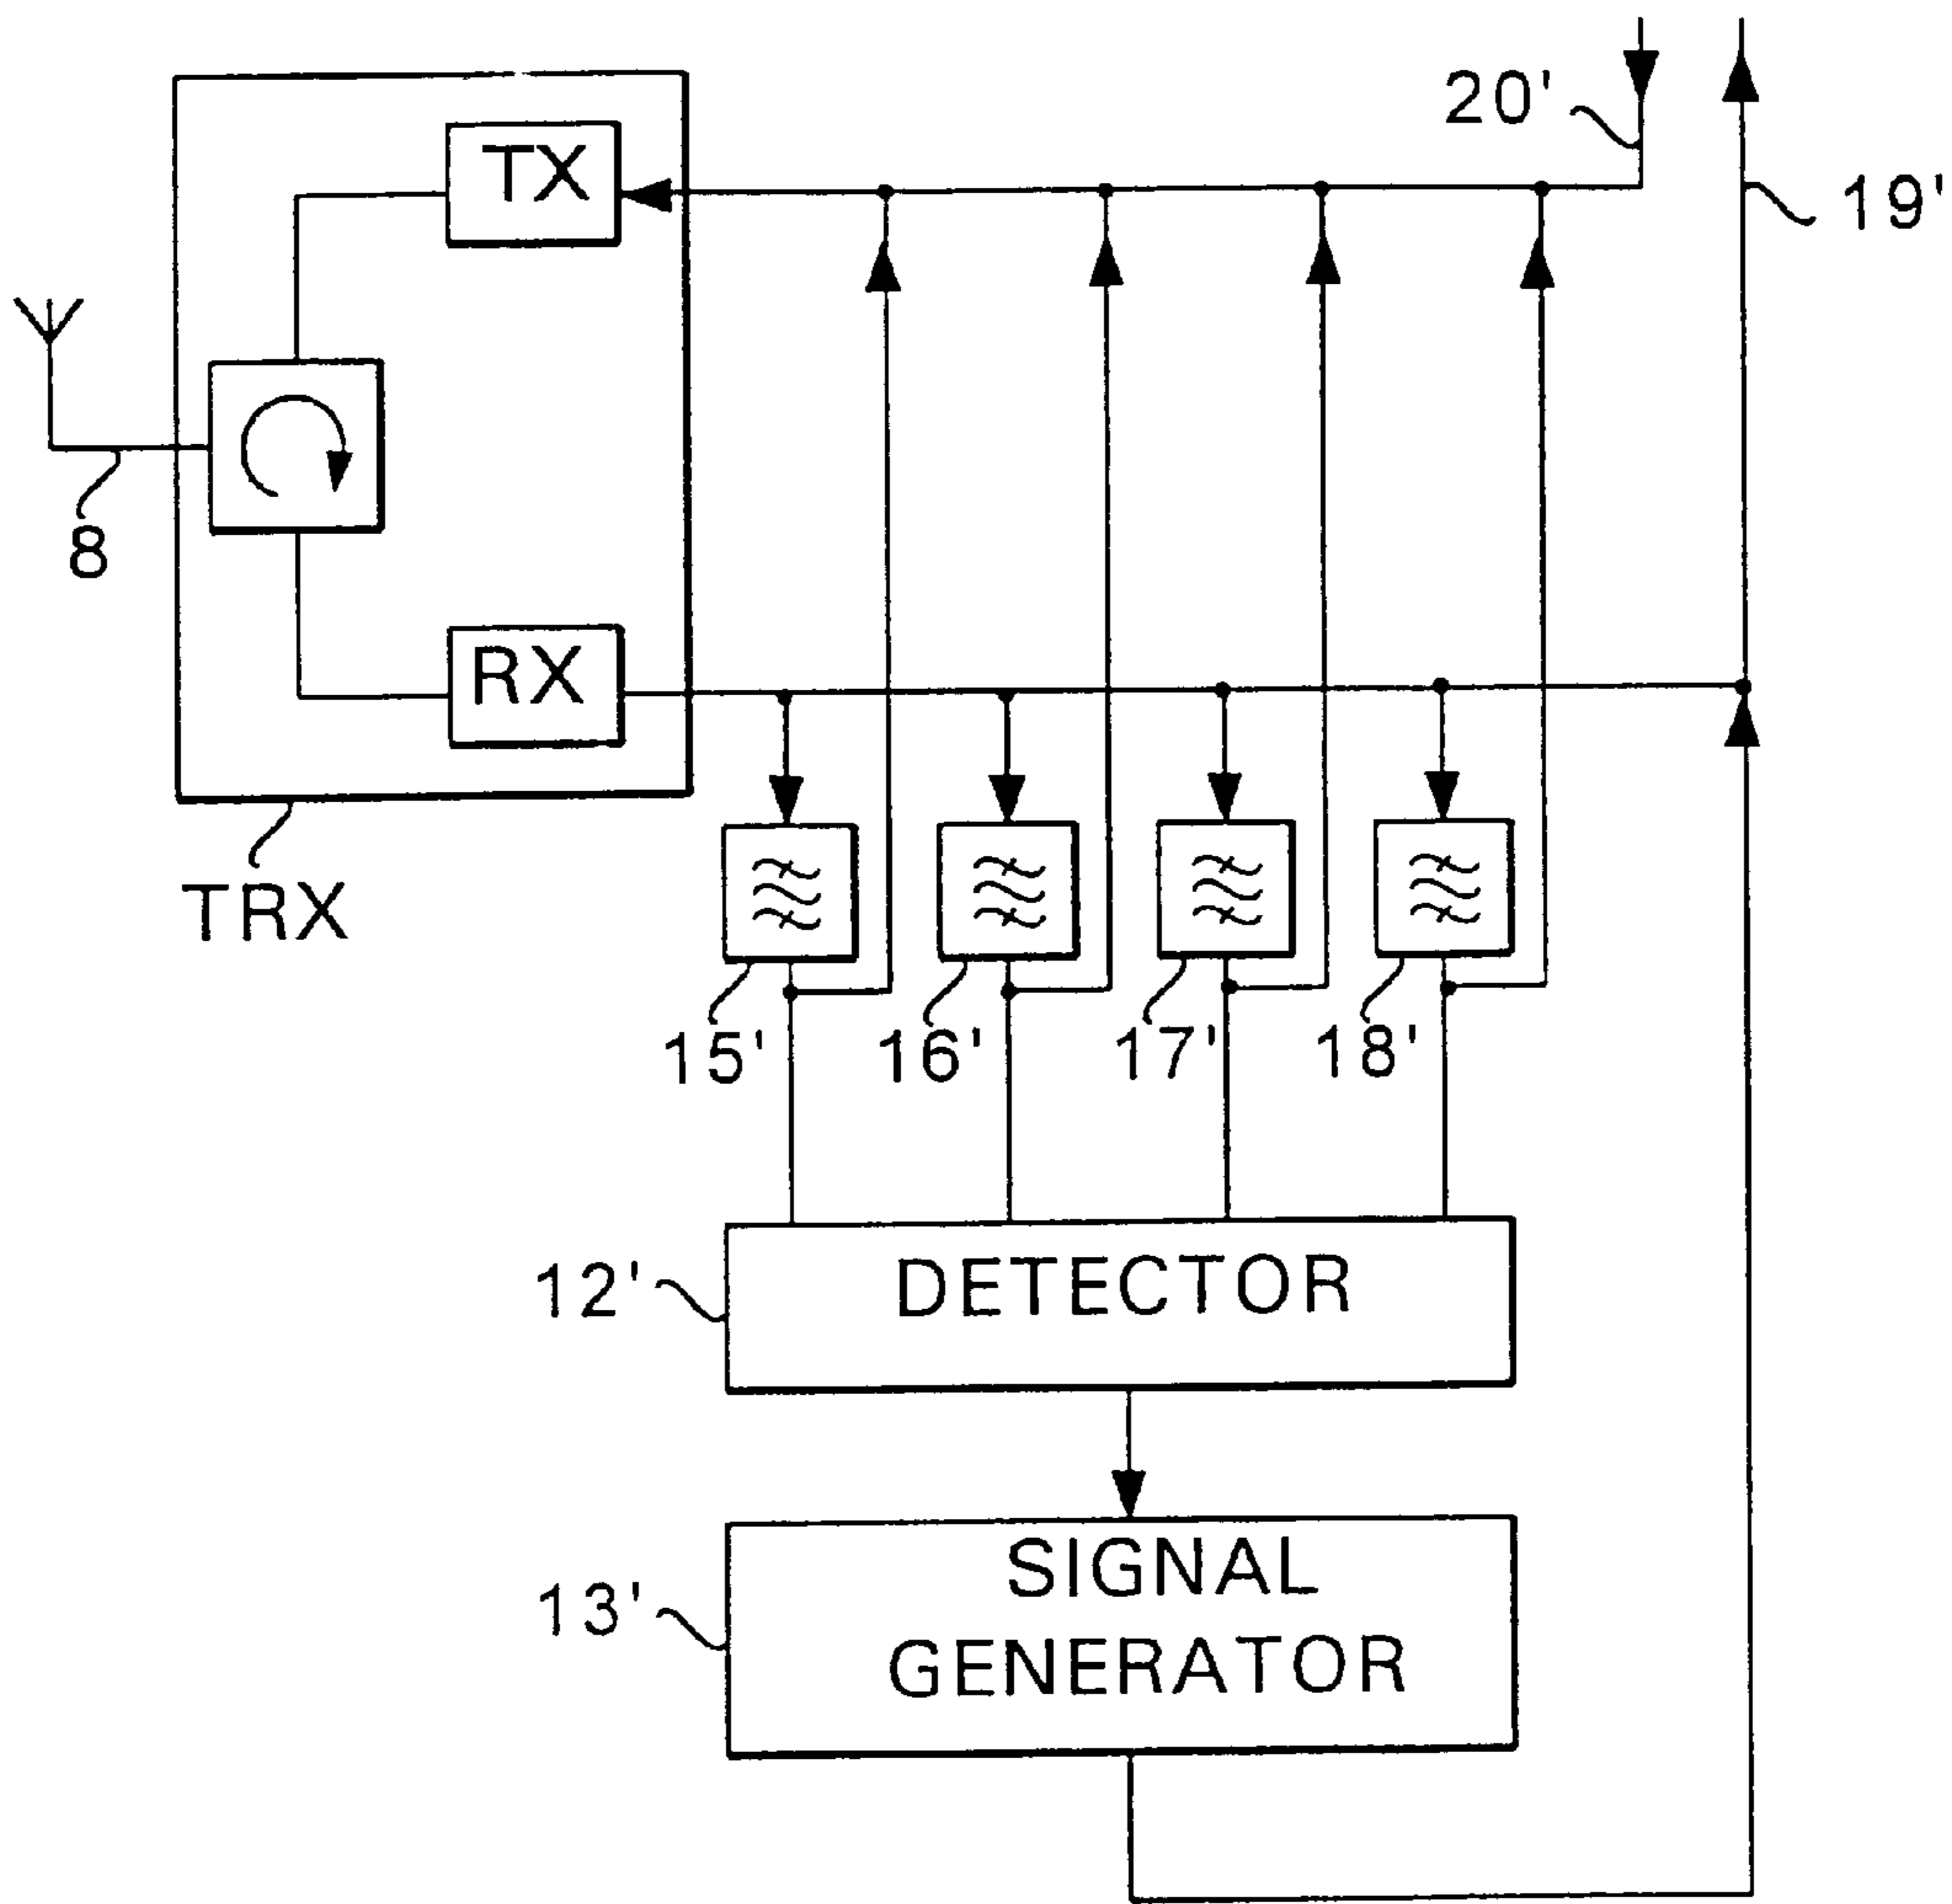 20'
TX
19'
8
RX
TRX
15'
16'
17'
18'
12'
DETECTOR
13'
SIGNAL
GENERATOR